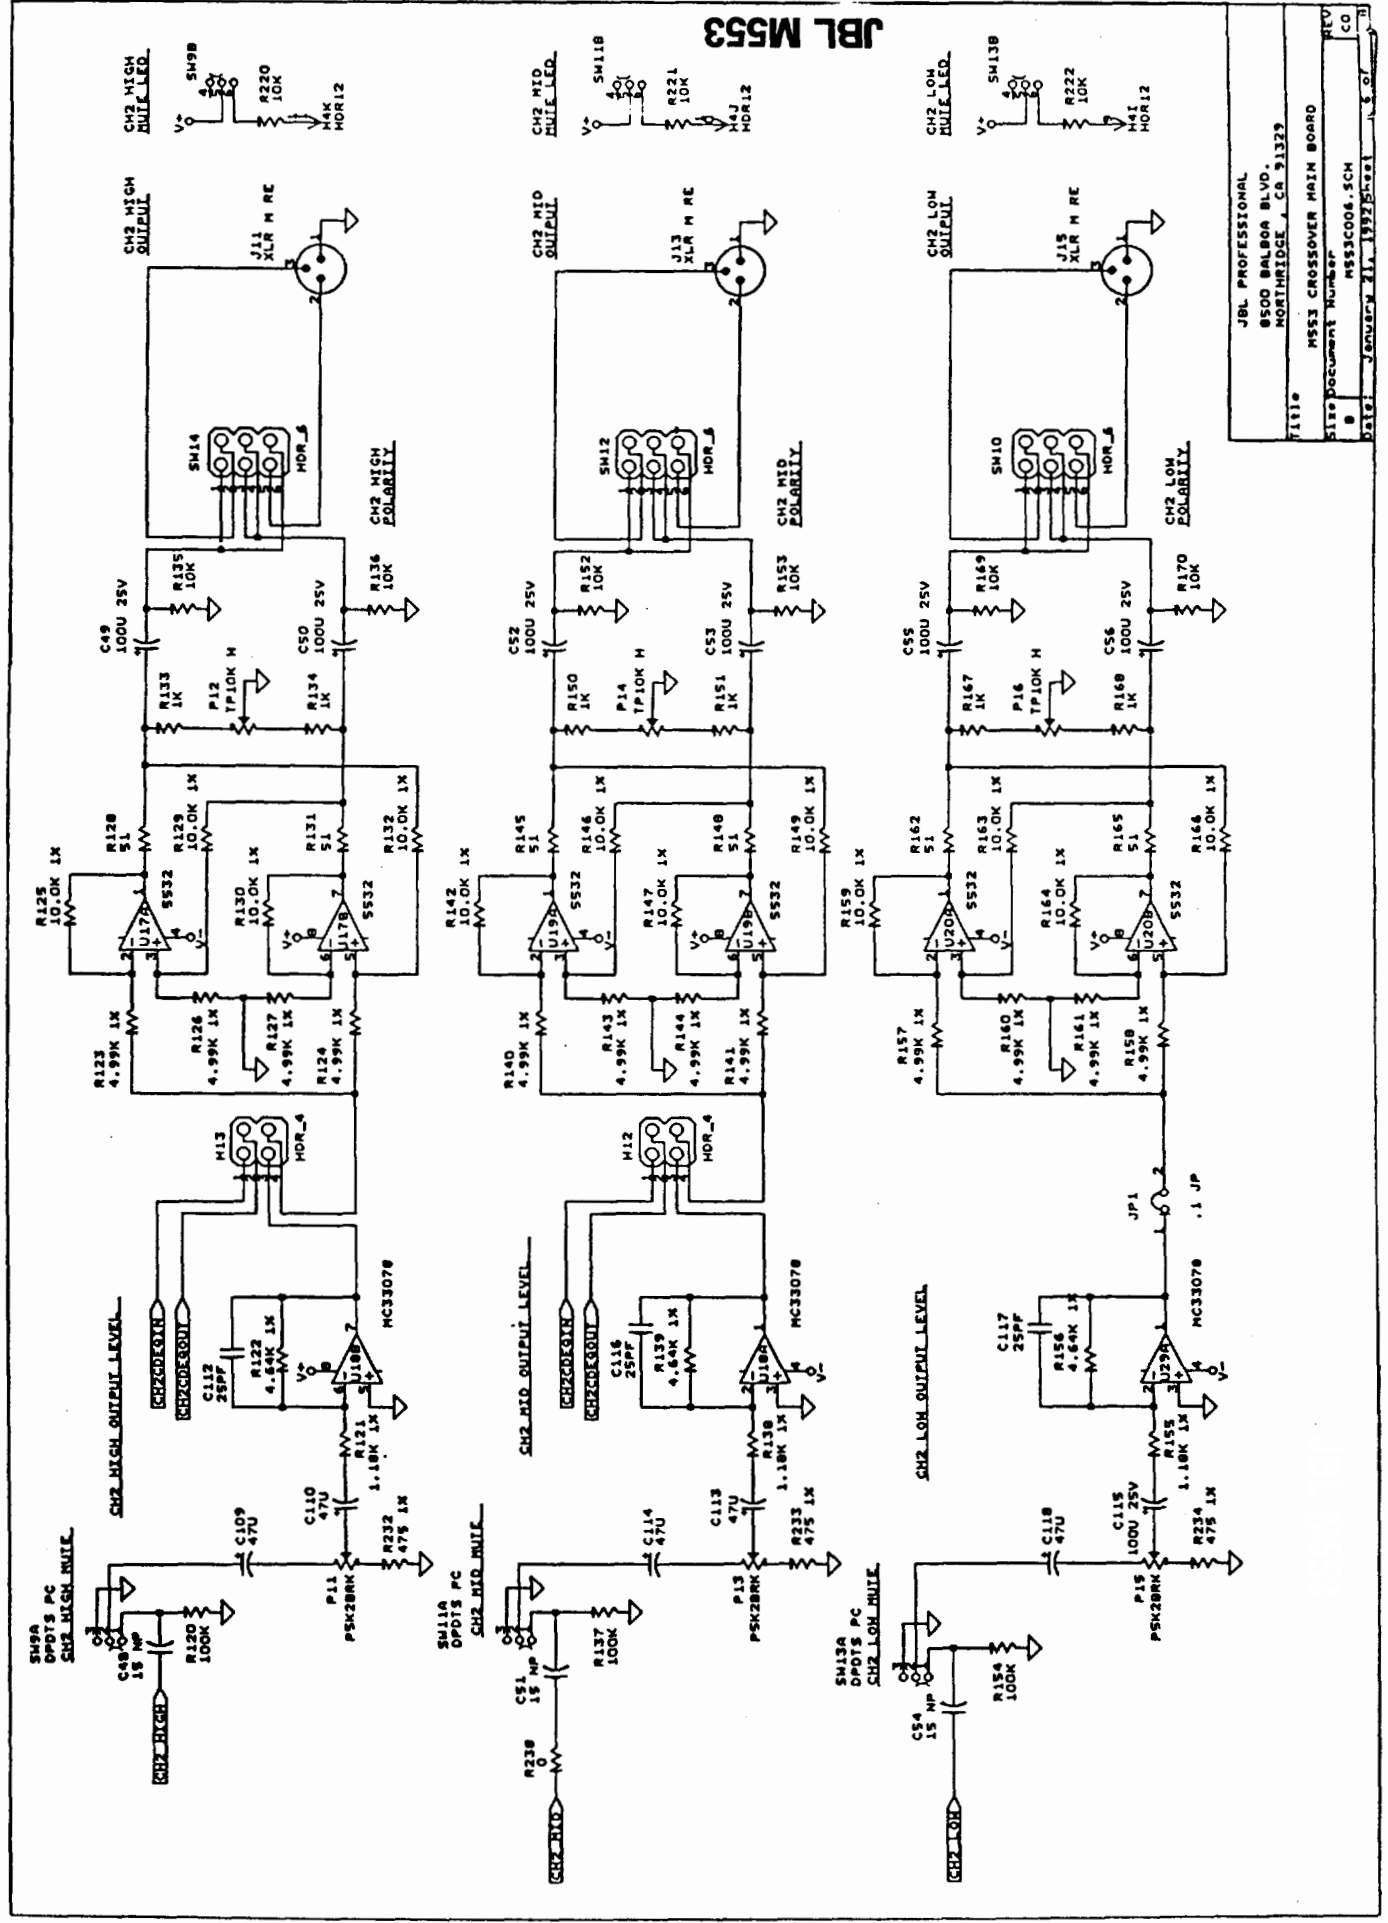 JBL M553
SW9A
DPDTS PC
CH2 HIGH MUTE
CH2 HIGH
C48
15 NP
R120
100K
CH2 HIGH OUTPUT LEVEL
C109
47U
P11
P5K2BRK
R232
475 1%
C110
47U
R121
1.18K 1%
C112
25PF
R122
4.64K 1%
V+
U18B
MC33078
CH2CDEQIN
CH2CDEQOUT
H13
HDR_4
R123
4.99K 1%
R126
4.99K 1%
R127
4.99K 1%
R124
4.99K 1%
R125
10.0K 1%
U17A
5532
V-
R128
51
R129
10.0K 1%
R130
10.0K 1%
V+
U17B
5532
R131
51
R132
10.0K 1%
R133
1K
P12
TP10K H
R134
1K
C49
100U 25V
R135
10K
C50
100U 25V
R136
10K
SW14
HDR_6
CH2 HIGH
POLARITY
CH2 HIGH
OUTPUT
J11
XLR M RE
CH2 HIGH
MUTE LED
SW9B
V+
R220
10K
H4K
HDR12
SW11A
DPDTS PC
CH2 MID MUTE
CH2 MID
R238
0
C51
15 NP
R137
100K
CH2 MID OUTPUT LEVEL
C114
47U
P13
P5K2BRK
R233
475 1%
C113
47U
R138
1.18K 1%
C116
25PF
R139
4.64K 1%
U18A
V-
MC33078
CH2CDEQIN
CH2CDEQOUT
H12
HDR_4
R140
4.99K 1%
R143
4.99K 1%
R144
4.99K 1%
R141
4.99K 1%
R142
10.0K 1%
U19A
5532
V-
R145
51
R146
10.0K 1%
R147
10.0K 1%
V+
U19B
5532
R148
51
R149
10.0K 1%
R150
1K
P14
TP10K H
R151
1K
C52
100U 25V
R152
10K
C53
100U 25V
R153
10K
SW12
HDR_6
CH2 MID
POLARITY
CH2 MID
OUTPUT
J13
XLR M RE
CH2 MID
MUTE LED
SW11B
V+
R221
10K
H4J
HDR12
SW13A
DPDTS PC
CH2 LOW MUTE
CH2 LOW
C54
15 NP
R154
100K
CH2 LOW OUTPUT LEVEL
C118
47U
P15
P5K2BRK
R234
475 1%
C115
100U 25V
R155
1.18K 1%
C117
25PF
R156
4.64K 1%
U29A
V-
MC33078
JP1
.1 JP
R157
4.99K 1%
R160
4.99K 1%
R161
4.99K 1%
R158
4.99K 1%
R159
10.0K 1%
U20A
5532
V-
R162
51
R163
10.0K 1%
R164
10.0K 1%
V+
U20B
5532
R165
51
R166
10.0K 1%
R167
1K
P16
TP10K H
R168
1K
C55
100U 25V
R169
10K
C56
100U 25V
R170
10K
SW10
HDR_6
CH2 LOW
POLARITY
CH2 LOW
OUTPUT
J15
XLR M RE
CH2 LOW
MUTE LED
SW13B
V+
R222
10K
H4I
HDR12
JBL PROFESSIONAL
8500 BALBOA BLVD.
NORTHRIDGE , CA 91329
Title
M553 CROSSOVER MAIN BOARD
Size Document Number REV
B M553C006.SCH CO
Date: January 21, 1992 Sheet 6 of